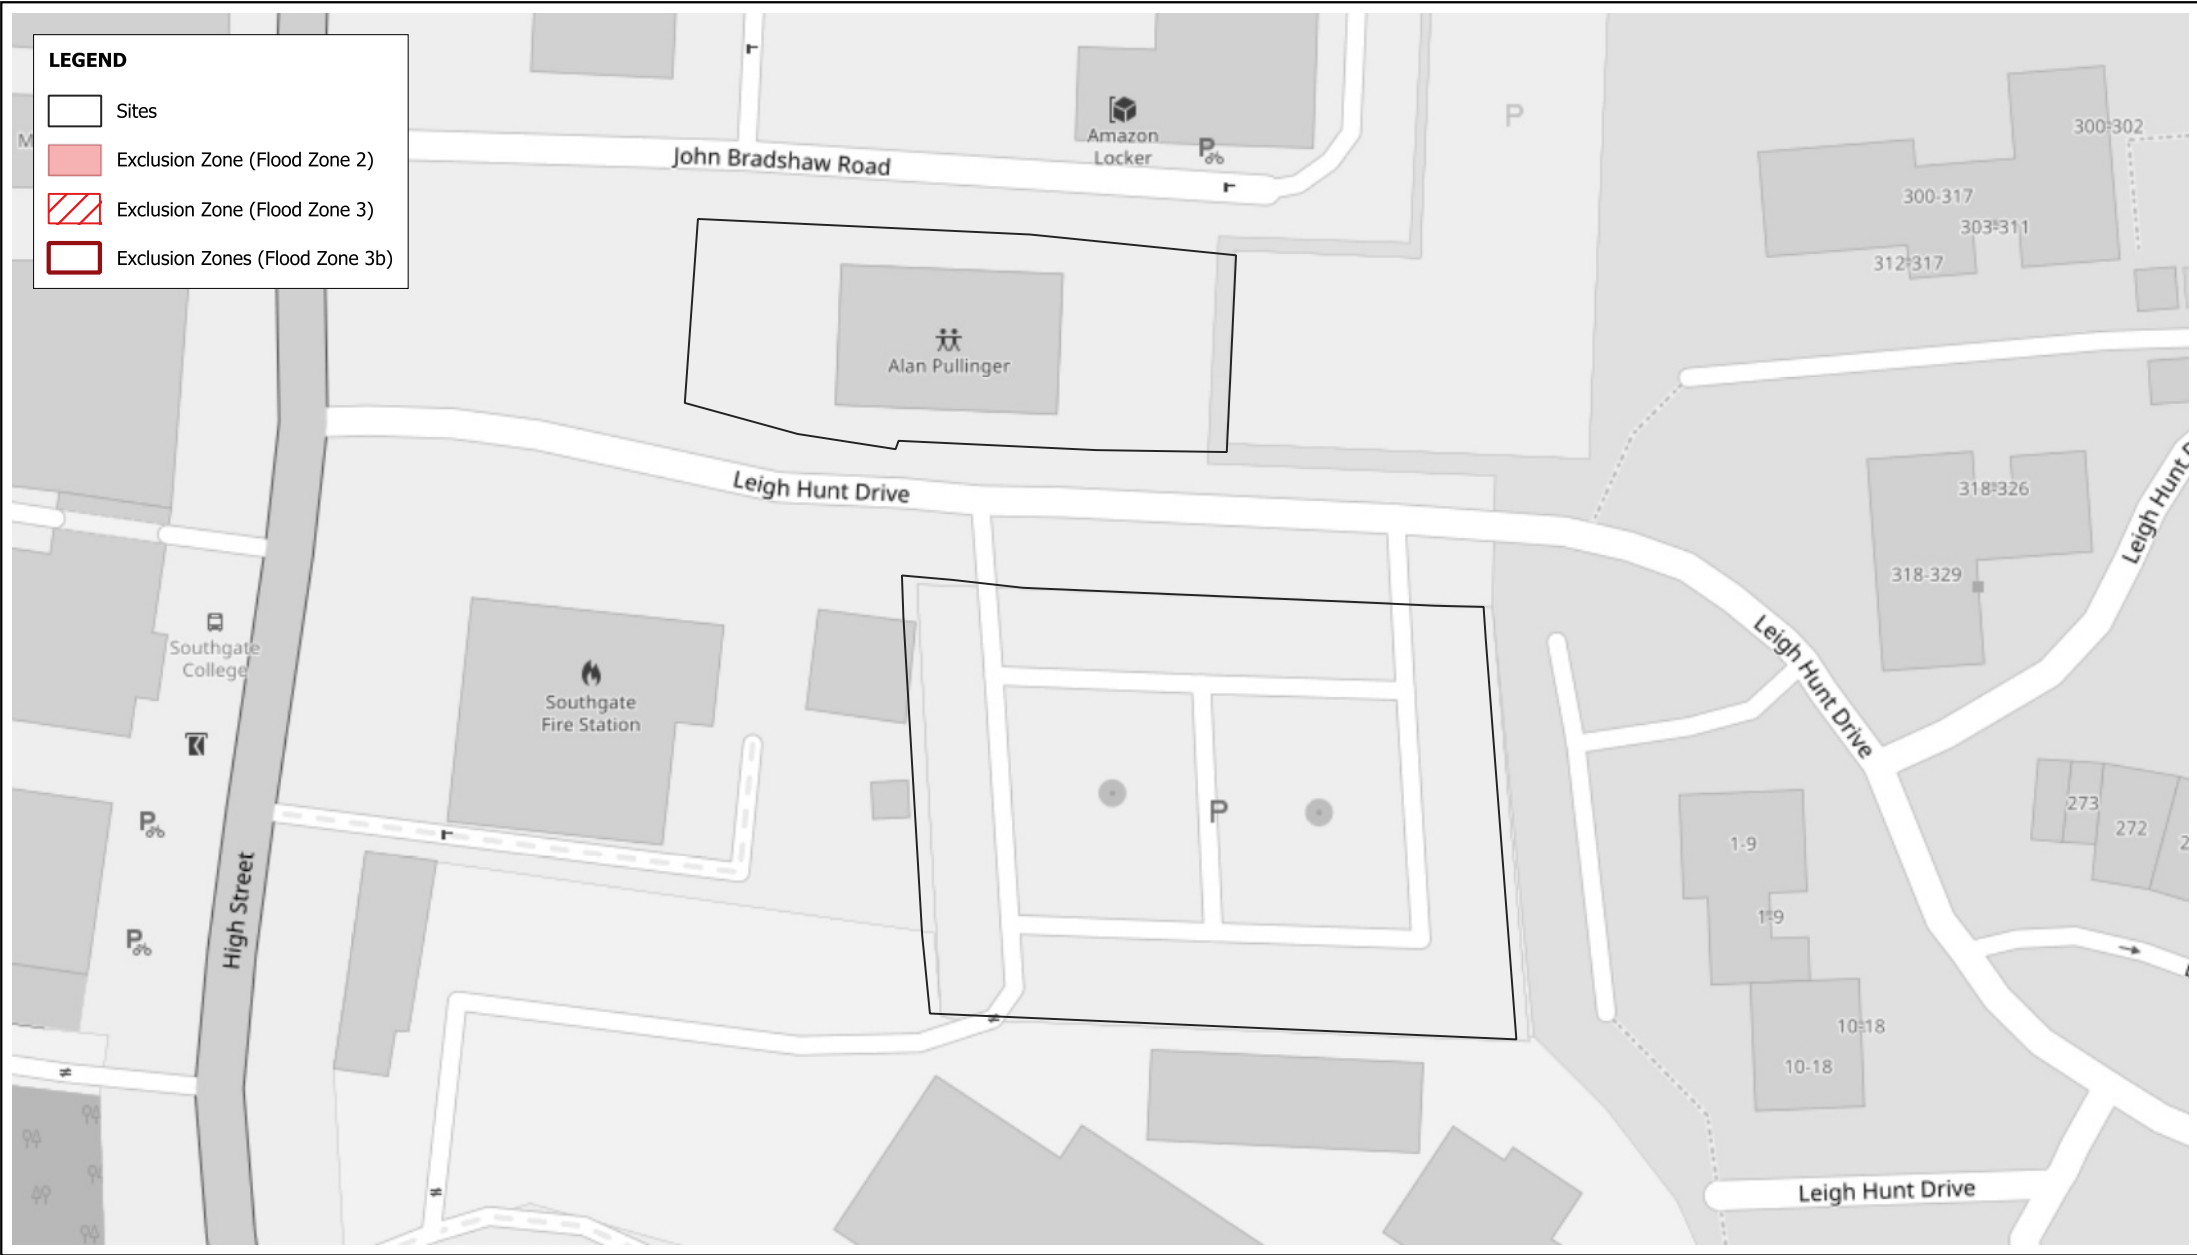 LEGEND
Sites
Exclusion Zone (Flood Zone 2)
Exclusion Zone (Flood Zone 3)
Exclusion Zones (Flood Zone 3b)
M
John Bradshaw Road
Amazon
Locker
P
P
300-302
300-317
303-311
312-317
Alan Pullinger
Leigh Hunt Drive
318-326
318-329
Leigh Hunt D
Southgate
College
Southgate
Fire Station
Leigh Hunt Drive
P
P
P
High Street
273
272
2
1-9
1-9
10-18
10-18
Leigh Hunt Drive